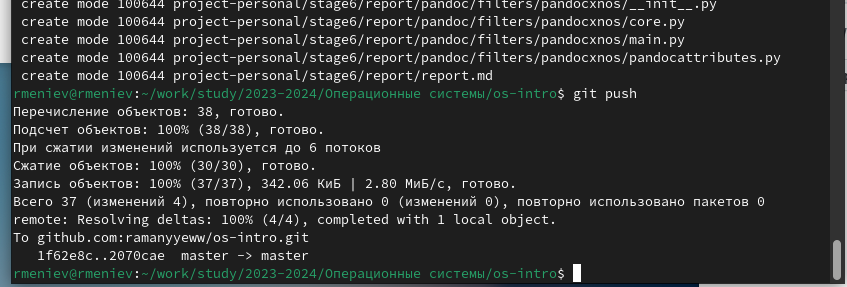 create mode 100644 project-personal/stage6/report/pandoc/filters/pandocxnos/__init__.py
create mode 100644 project-personal/stage6/report/pandoc/filters/pandocxnos/core.py
create mode 100644 project-personal/stage6/report/pandoc/filters/pandocxnos/main.py
create mode 100644 project-personal/stage6/report/pandoc/filters/pandocxnos/pandocattributes.py
create mode 100644 project-personal/stage6/report/report.md
rmeniev@rmeniev:~/work/study/2023-2024/Операционные системы/os-intro$ git push
Перечисление объектов: 38, готово.
Подсчет объектов: 100% (38/38), готово.
При сжатии изменений используется до 6 потоков
Сжатие объектов: 100% (30/30), готово.
Запись объектов: 100% (37/37), 342.06 КиБ | 2.80 МиБ/с, готово.
Всего 37 (изменений 4), повторно использовано 0 (изменений 0), повторно использовано пакетов 0
remote: Resolving deltas: 100% (4/4), completed with 1 local object.
To github.com:ramanyyeww/os-intro.git
   1f62e8c..2070cae  master -> master
rmeniev@rmeniev:~/work/study/2023-2024/Операционные системы/os-intro$